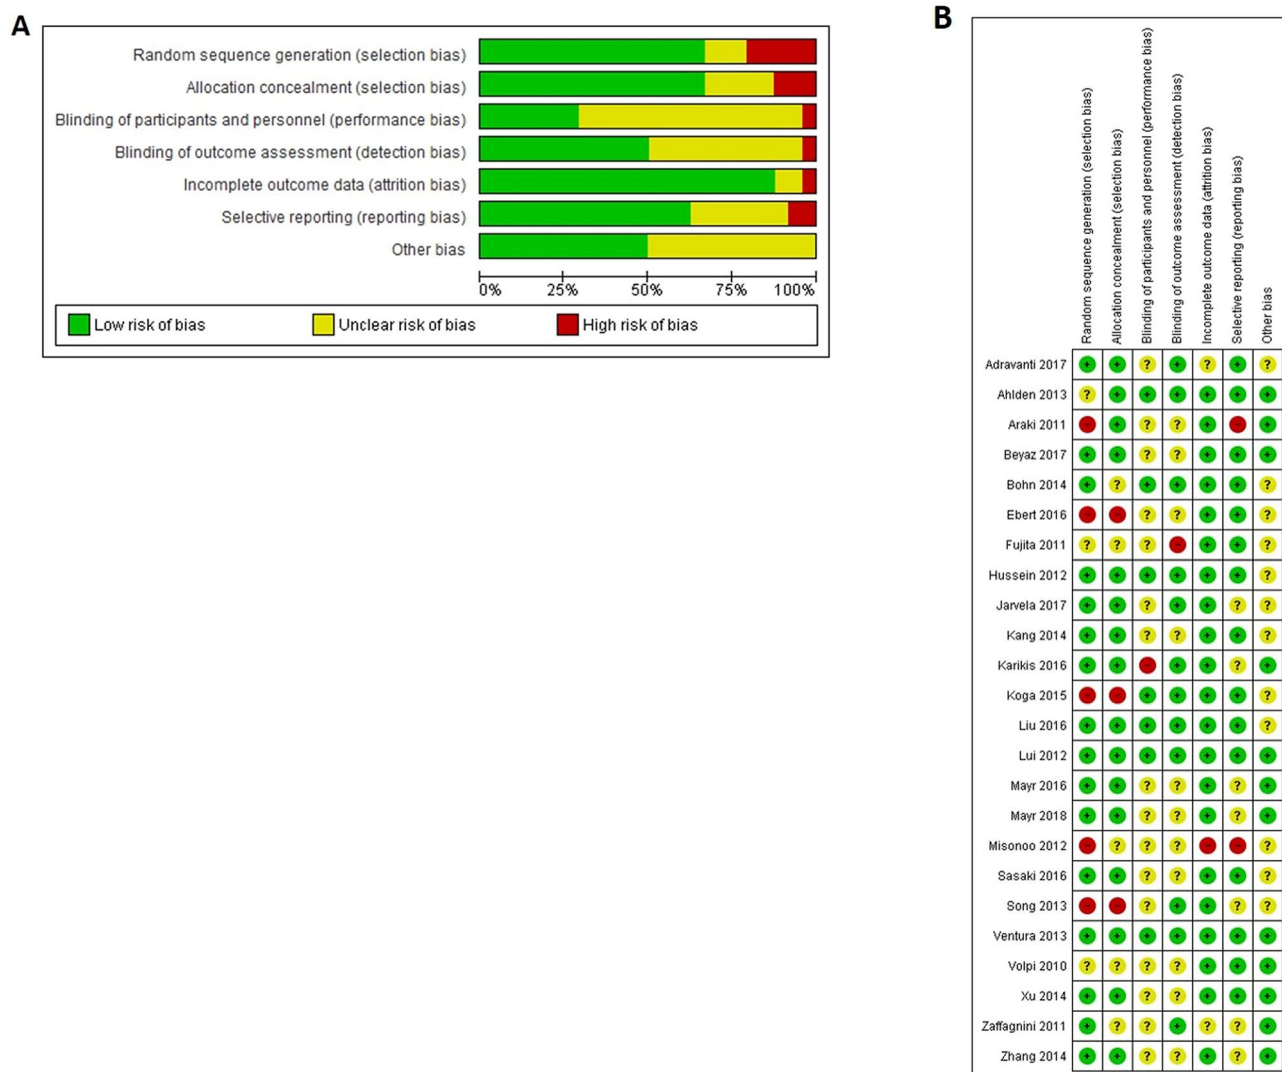 A
Random sequence generation (selection bias)
Allocation concealment (selection bias)
Blinding of participants and personnel (performance bias)
Blinding of outcome assessment (detection bias)
Incomplete outcome data (attrition bias)
Selective reporting (reporting bias)
Other bias
0% 25% 50% 75% 100%
Low risk of bias Unclear risk of bias High risk of bias
B
Random sequence generation (selection bias)
Allocation concealment (selection bias)
Blinding of participants and personnel (performance bias)
Blinding of outcome assessment (detection bias)
Incomplete outcome data (attrition bias)
Selective reporting (reporting bias)
Other bias
Adravanti 2017 + + ? + ? + ?
Ahlden 2013 ? + + + + + +
Araki 2011 - + ? ? + - +
Beyaz 2017 + + ? ? + + +
Bohn 2014 + ? + + + + ?
Ebert 2016 - - ? ? + + ?
Fujita 2011 ? ? ? - + + ?
Hussein 2012 + + + + + + ?
Jarvela 2017 + + ? + + ? ?
Kang 2014 + + ? ? + + ?
Karikis 2016 + + - + + ? +
Koga 2015 - - + + + + ?
Liu 2016 + + + + + + ?
Lui 2012 + + + + + + +
Mayr 2016 + + ? ? + ? +
Mayr 2018 + + ? ? + ? +
Misonoo 2012 - ? ? ? - - ?
Sasaki 2016 + + ? ? + + ?
Song 2013 - - ? + + ? ?
Ventura 2013 + + + + + + +
Volpi 2010 ? ? ? ? + + +
Xu 2014 + + ? ? + + +
Zaffagnini 2011 + ? ? + ? ? +
Zhang 2014 + + ? ? + ? +